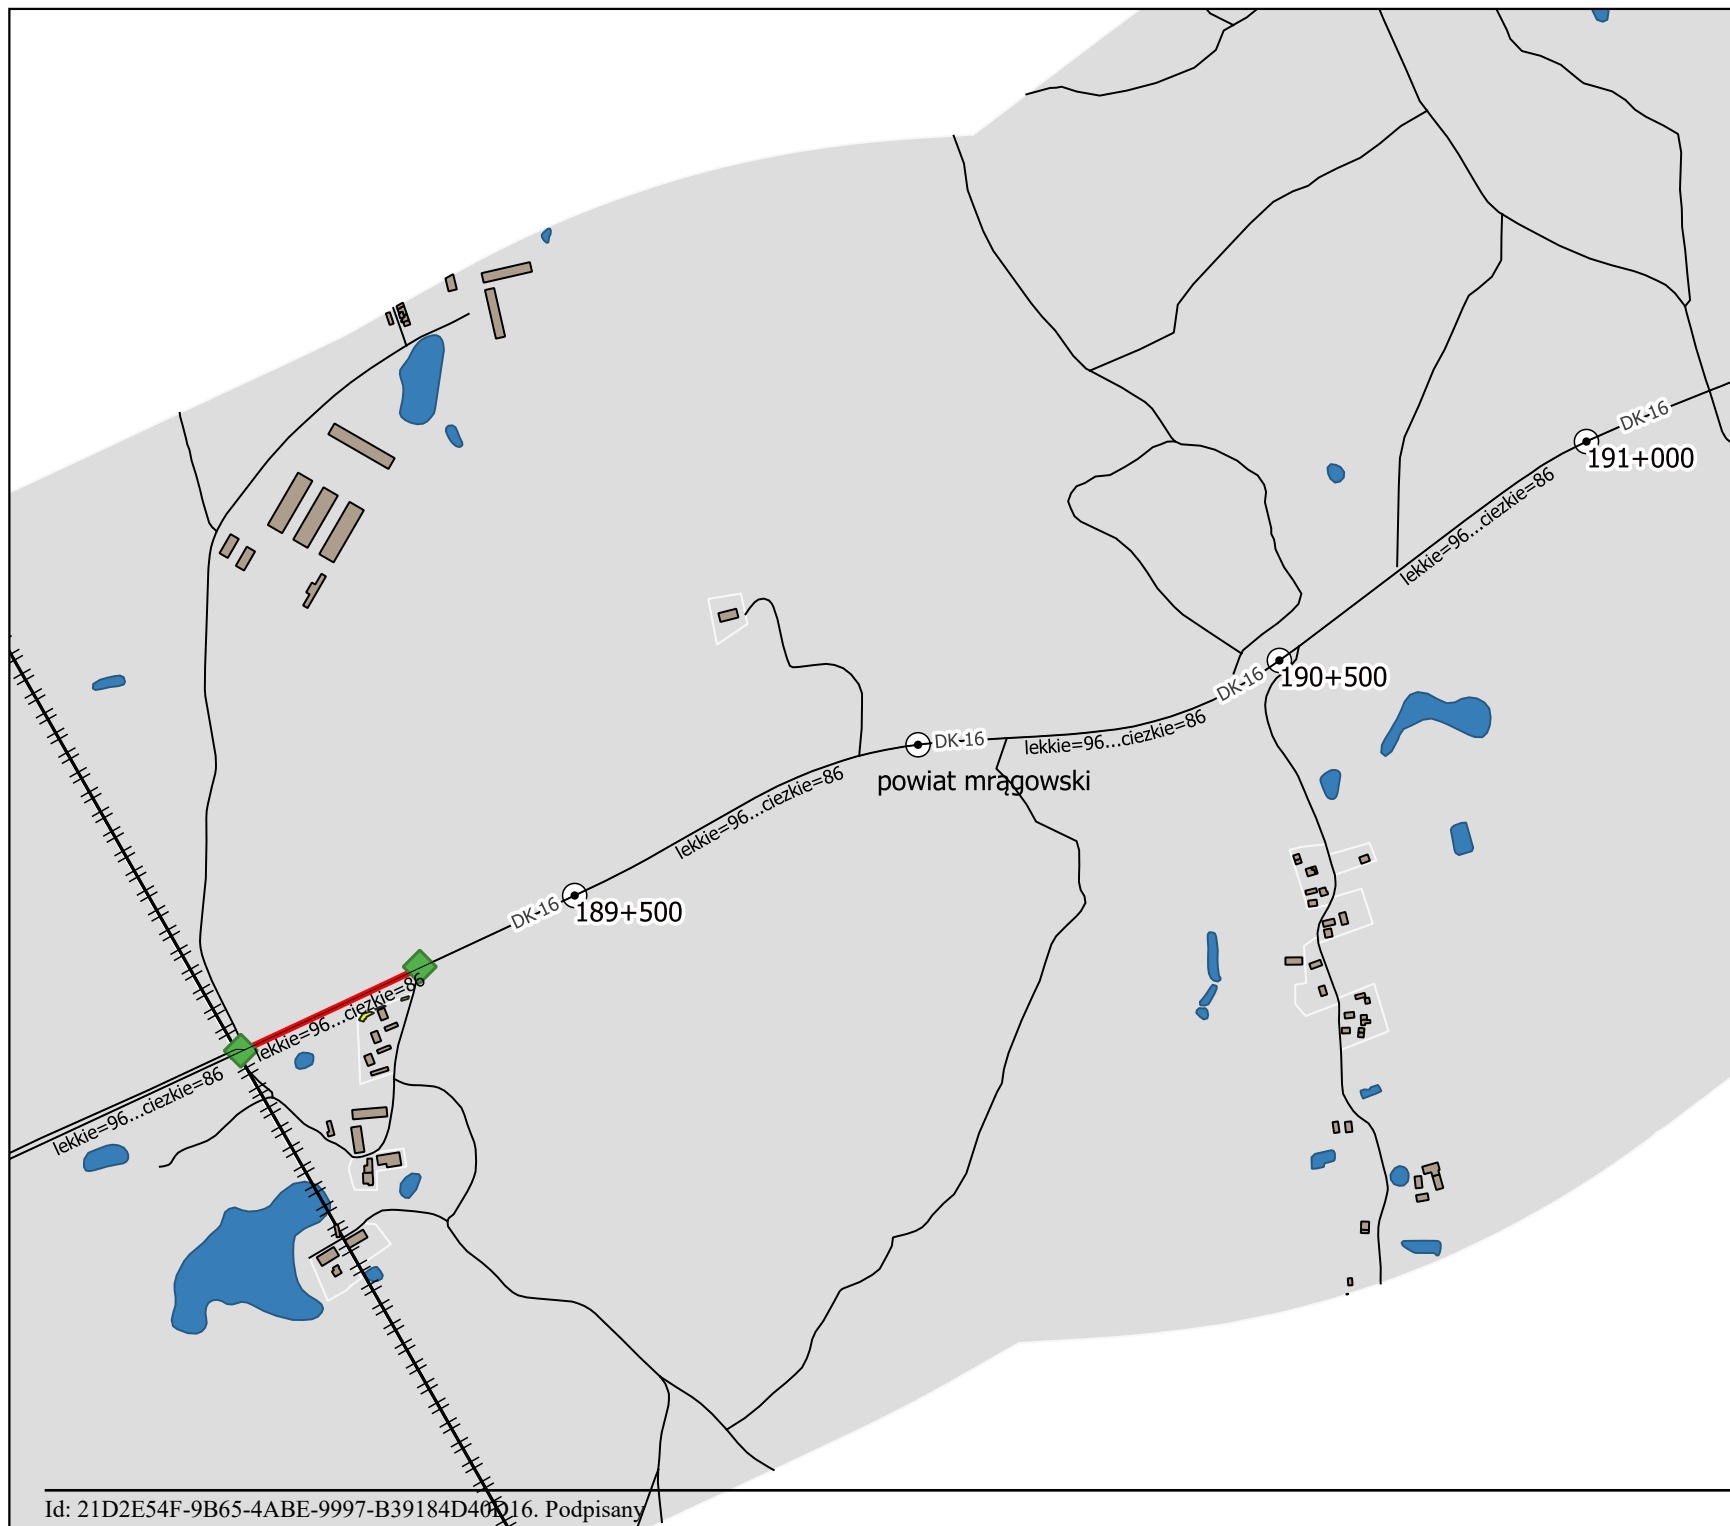 DK-16
191+000
lekkie=96...ciezkie=86
190+500
DK-16
lekkie=96...ciezkie=86
DK-16
powiat mrągowski
lekkie=96...ciezkie=86
189+500
DK-16
lekkie=96...ciezkie=86
lekkie=96...ciezkie=86
Id: 21D2E54F-9B65-4ABE-9997-B39184D40D16. Podpisany